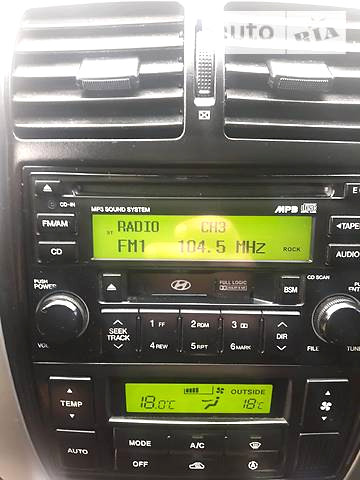 auto RIA
CD-IN
MP3 SOUND SYSTEM
MP3
FM/AM
CD
ST RADIO CH3
FM1 104.5 MHz ROCK
TAPE
AUDIO
PUSH POWER
VOL
FULL LOGIC
BSM
CD SCAN
SEEK TRACK
1 FF
2 RDM
3
4 REW
5 RPT
6 MARK
DIR
FILE
TUNE
TEMP
18.0°C
OUTSIDE
18°C
AUTO
MODE
A/C
OFF